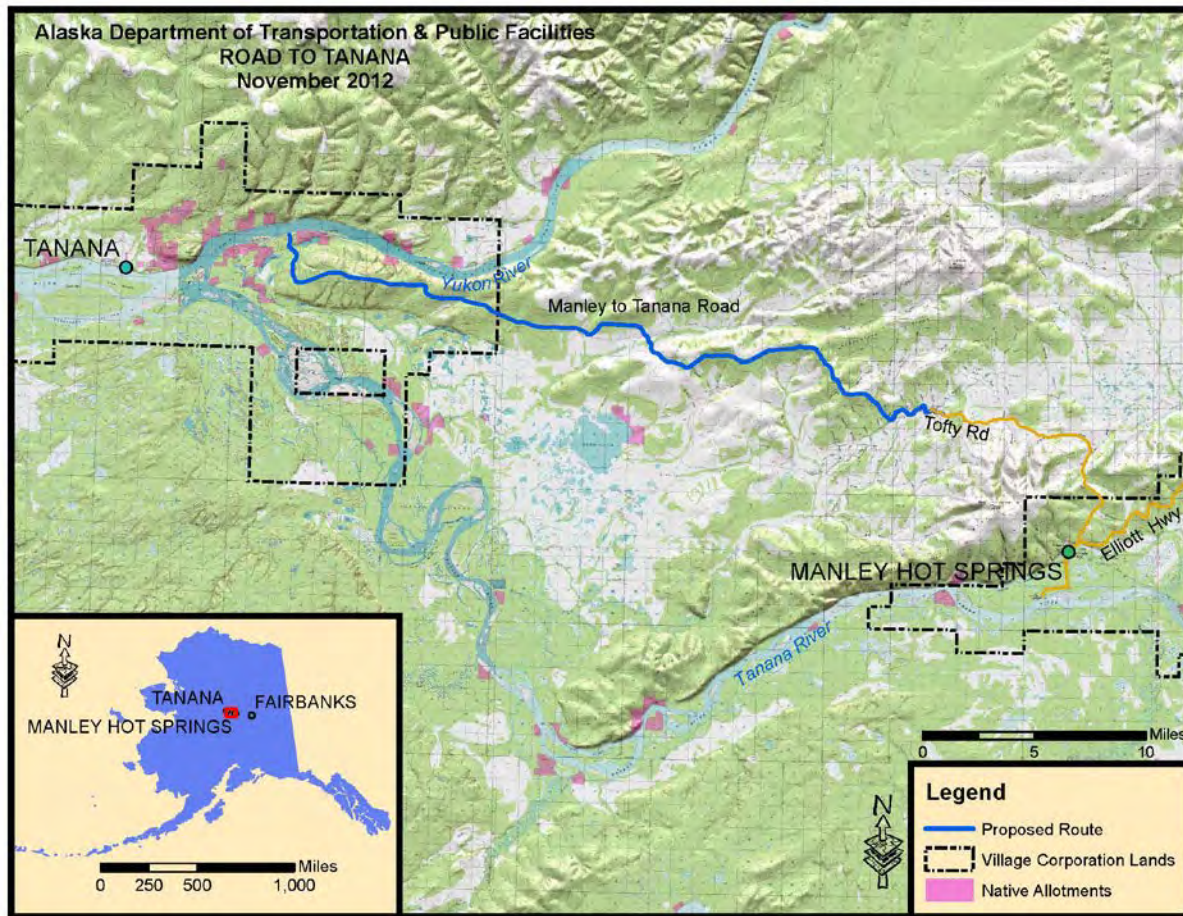 Alaska Department of Transportation & Public Facilities
ROAD TO TANANA
November 2012
TANANA
Yukon River
Manley to Tanana Road
Tofty Rd
Elliott Hwy
MANLEY HOT SPRINGS
Tanana River
Miles
0 5 10
N
TANANA
FAIRBANKS
MANLEY HOT SPRINGS
Miles
0 250 500 1,000
N
Legend
Proposed Route
Village Corporation Lands
Native Allotments